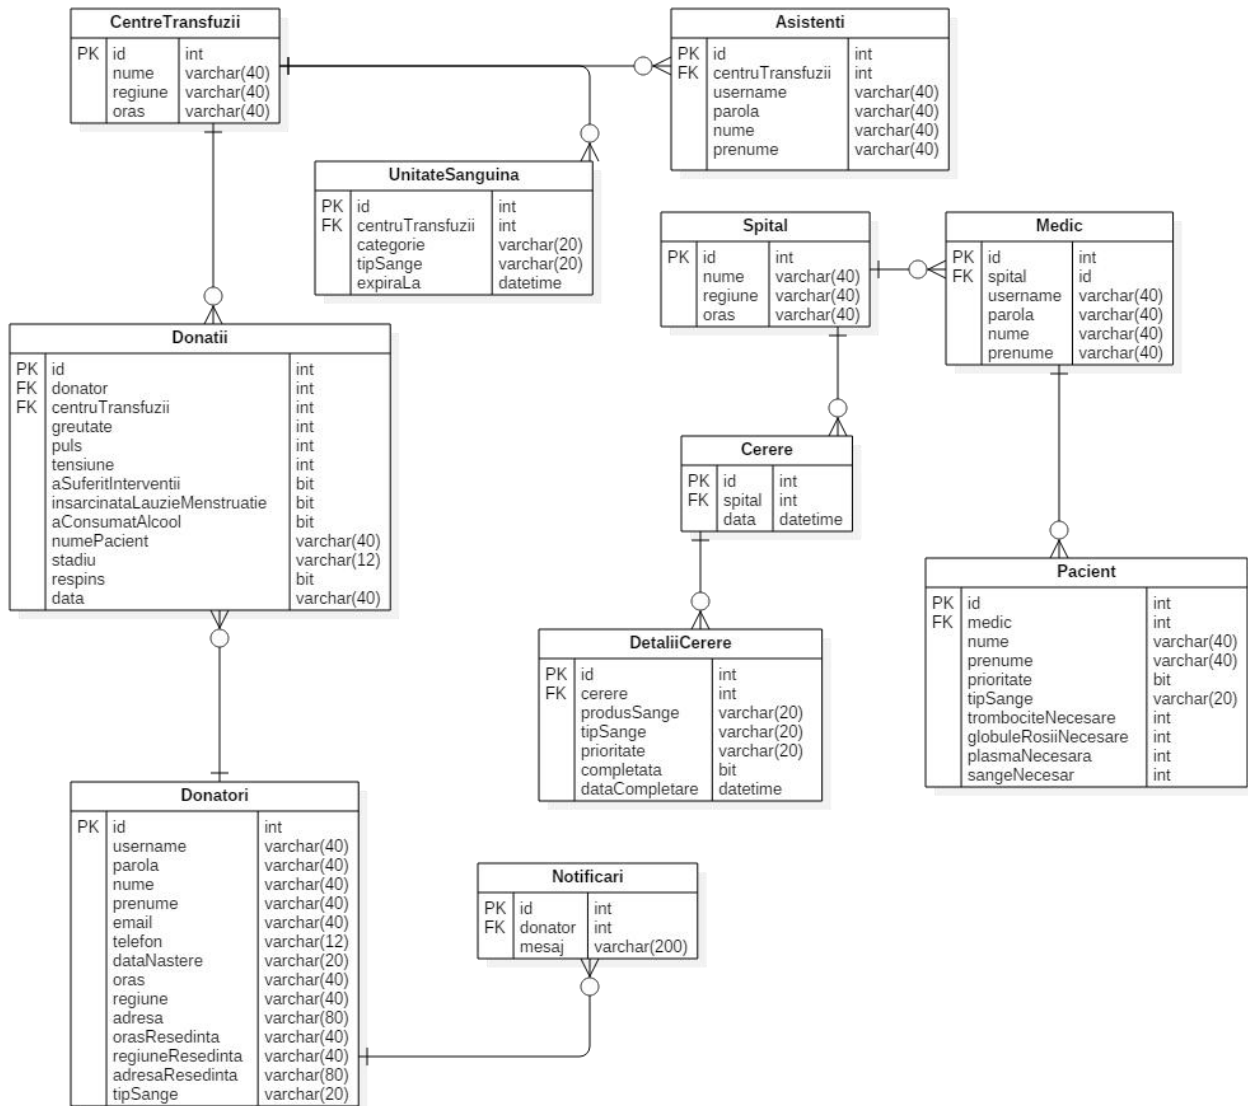 CentreTransfuzii
PK id int
nume varchar(40)
regiune varchar(40)
oras varchar(40)
Asistenti
PK id int
FK centruTransfuzii int
username varchar(40)
parola varchar(40)
nume varchar(40)
prenume varchar(40)
UnitateSanguina
PK id int
FK centruTransfuzii int
categorie varchar(20)
tipSange varchar(20)
expiraLa datetime
Spital
PK id int
nume varchar(40)
regiune varchar(40)
oras varchar(40)
Medic
PK id int
FK spital id
username varchar(40)
parola varchar(40)
nume varchar(40)
prenume varchar(40)
Donatii
PK id int
FK donator int
FK centruTransfuzii int
greutate int
puls int
tensiune int
aSuferitInterventii bit
insarcinataLauzieMenstruatie bit
aConsumatAlcool bit
numePacient varchar(40)
stadiu varchar(12)
respins bit
data varchar(40)
Cerere
PK id int
FK spital int
data datetime
Pacient
PK id int
FK medic int
nume varchar(40)
prenume varchar(40)
prioritate bit
tipSange varchar(20)
trombociteNecesare int
globuleRosiiNecesare int
plasmaNecesara int
sangeNecesar int
DetaliiCerere
PK id int
FK cerere int
produsSange varchar(20)
tipSange varchar(20)
prioritate varchar(20)
completata bit
dataCompletare datetime
Donatori
PK id int
username varchar(40)
parola varchar(40)
nume varchar(40)
prenume varchar(40)
email varchar(40)
telefon varchar(12)
dataNastere varchar(20)
oras varchar(40)
regiune varchar(40)
adresa varchar(80)
orasResedinta varchar(40)
regiuneResedinta varchar(40)
adresaResedinta varchar(80)
tipSange varchar(20)
Notificari
PK id int
FK donator int
mesaj varchar(200)